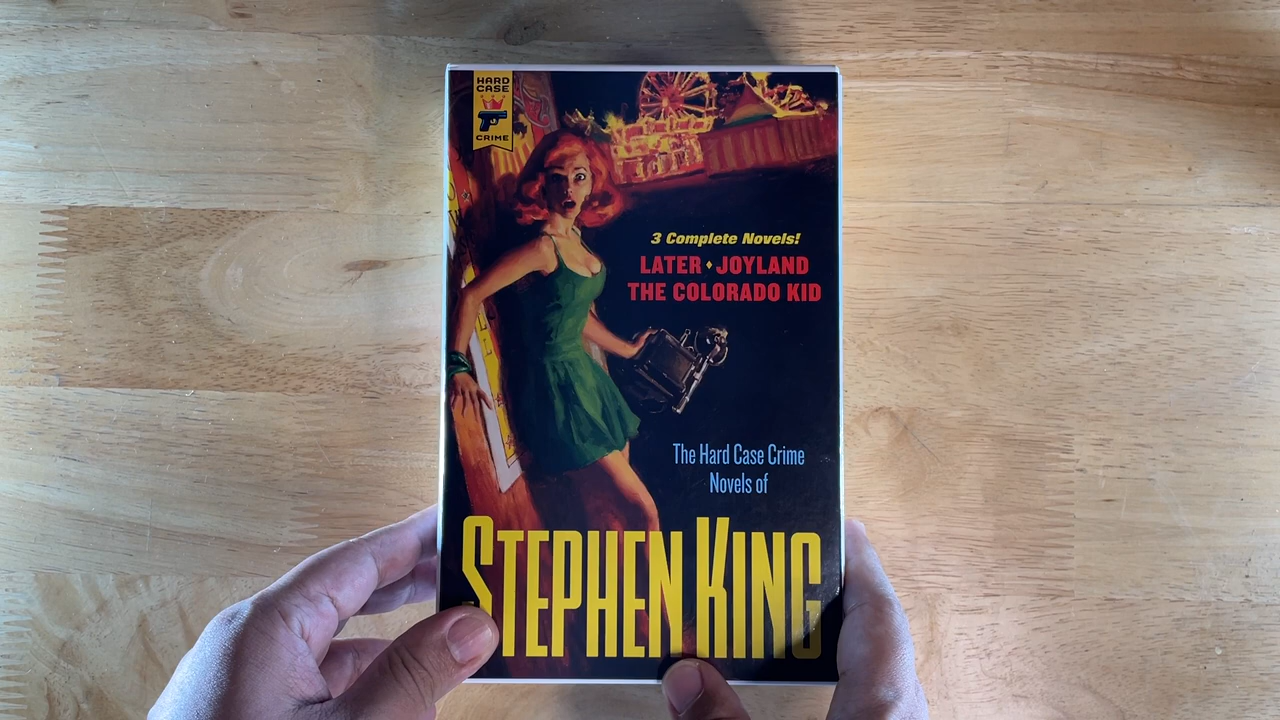 HARD
CASE
CRIME
3 Complete Novels!
LATER ♦ JOYLAND
THE COLORADO KID
The Hard Case Crime
Novels of
STEPHEN KING